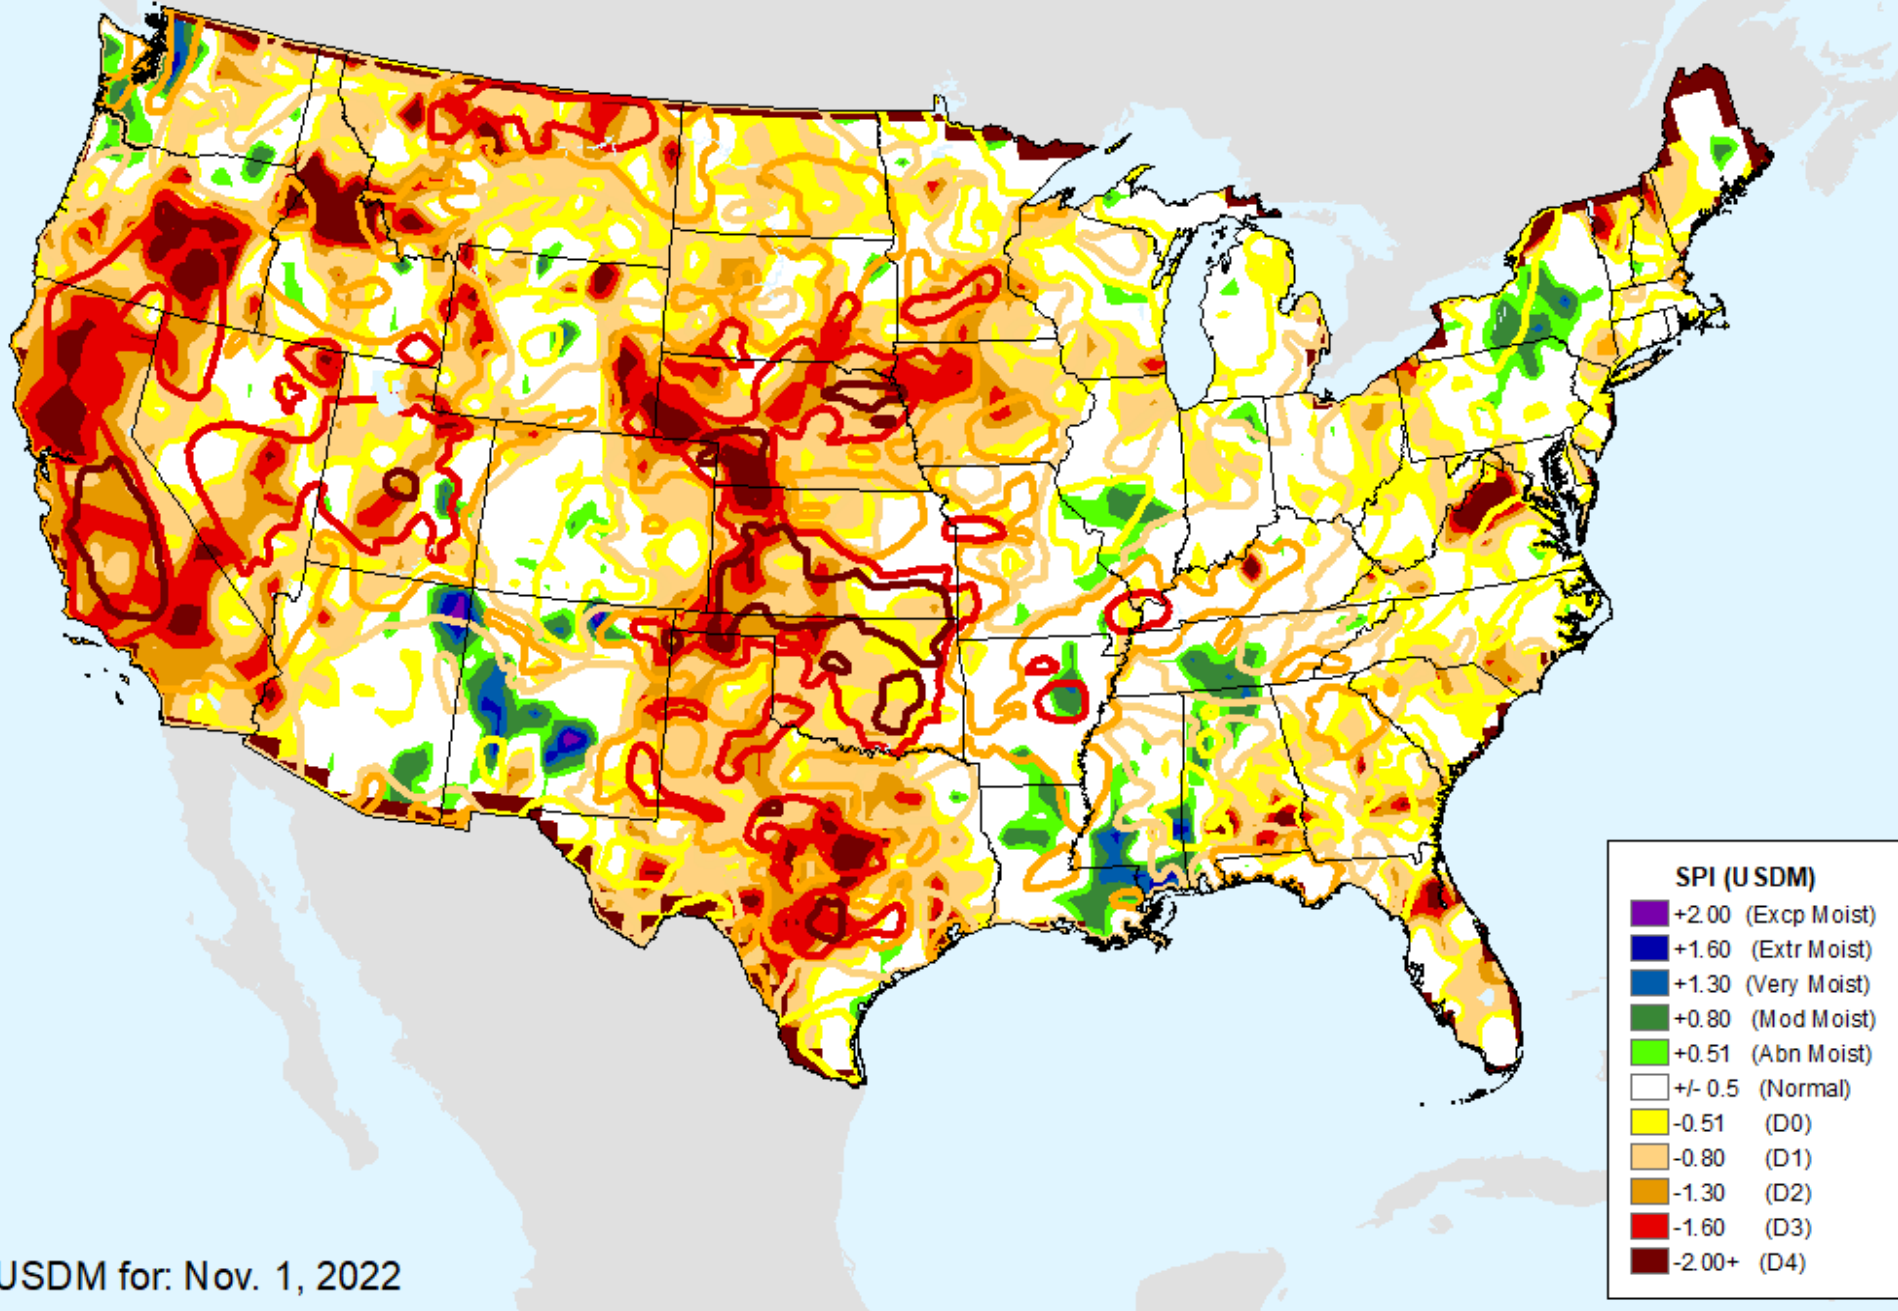 SPI (USDM)
+2.00 (Excp Moist)
+1.60 (Extr Moist)
+1.30 (Very Moist)
+0.80 (Mod Moist)
+0.51 (Abn Moist)
+/- 0.5 (Normal)
-0.51 (D0)
-0.80 (D1)
-1.30 (D2)
-1.60 (D3)
-2.00+ (D4)
USDM for: Nov. 1, 2022